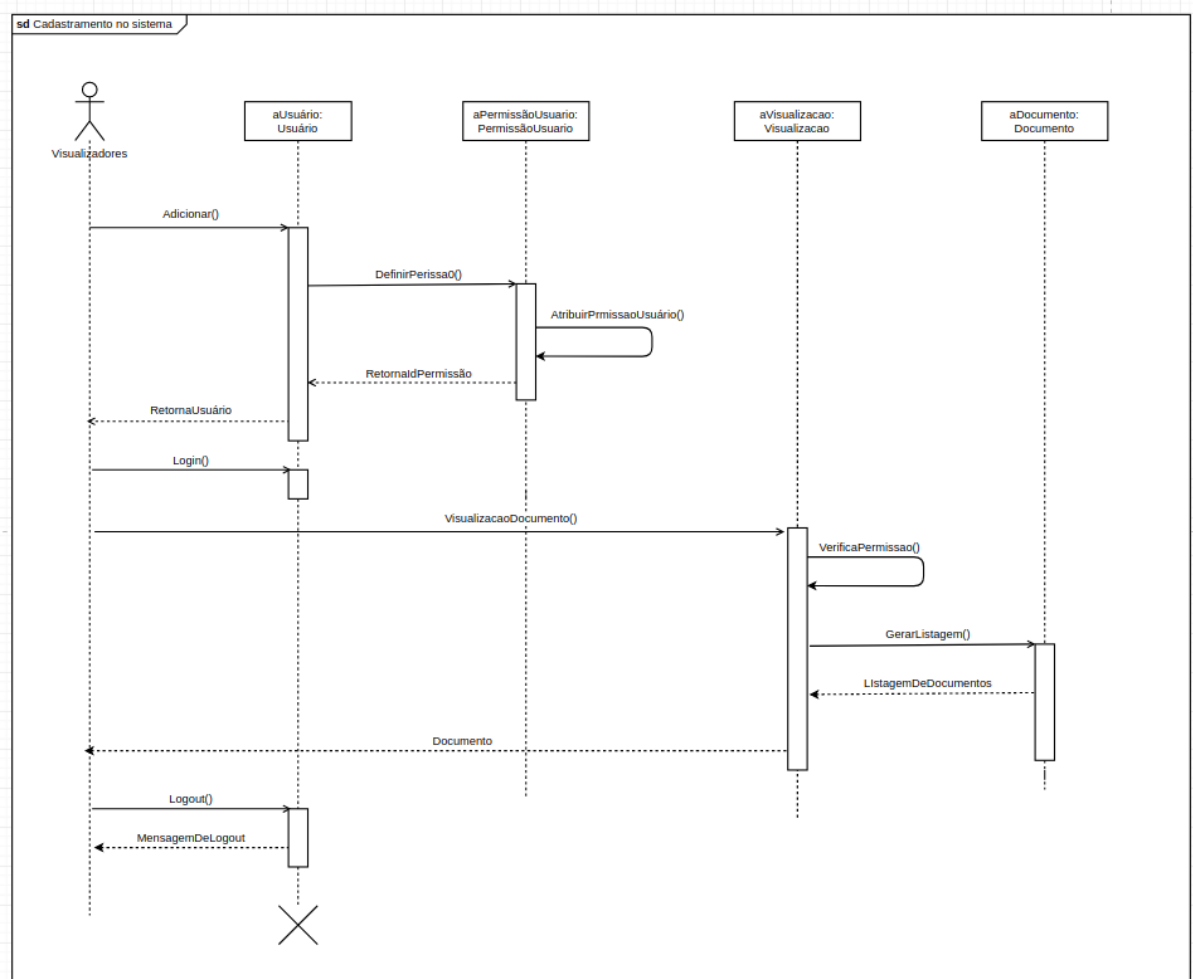 sd Cadastramento no sistema
Visualizadores
aUsuário:
Usuário
aPermissãoUsuario:
PermissãoUsuario
aVisualizacao:
Visualizacao
aDocumento:
Documento
Adicionar()
DefinirPerissa0()
AtribuirPrmissaoUsuário()
RetornaIdPermissão
RetornaUsuário
Login()
VisualizacaoDocumento()
VerificaPermissao()
GerarListagem()
LIstagemDeDocumentos
Documento
Logout()
MensagemDeLogout